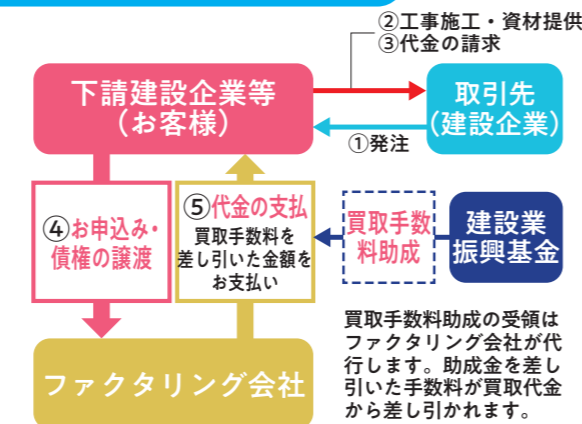 ②工事施工・資材提供
③代金の請求
下請建設企業等
（お客様）
取引先
（建設企業）
①発注
④お申込み・
債権の譲渡
⑤代金の支払
買取手数料を
差し引いた金額を
お支払い
買取手数
料助成
建設業
振興基金
ファクタリング会社
買取手数料助成の受領は
ファクタリング会社が代
行します。助成金を差し
引いた手数料が買取代金
から差し引かれます。